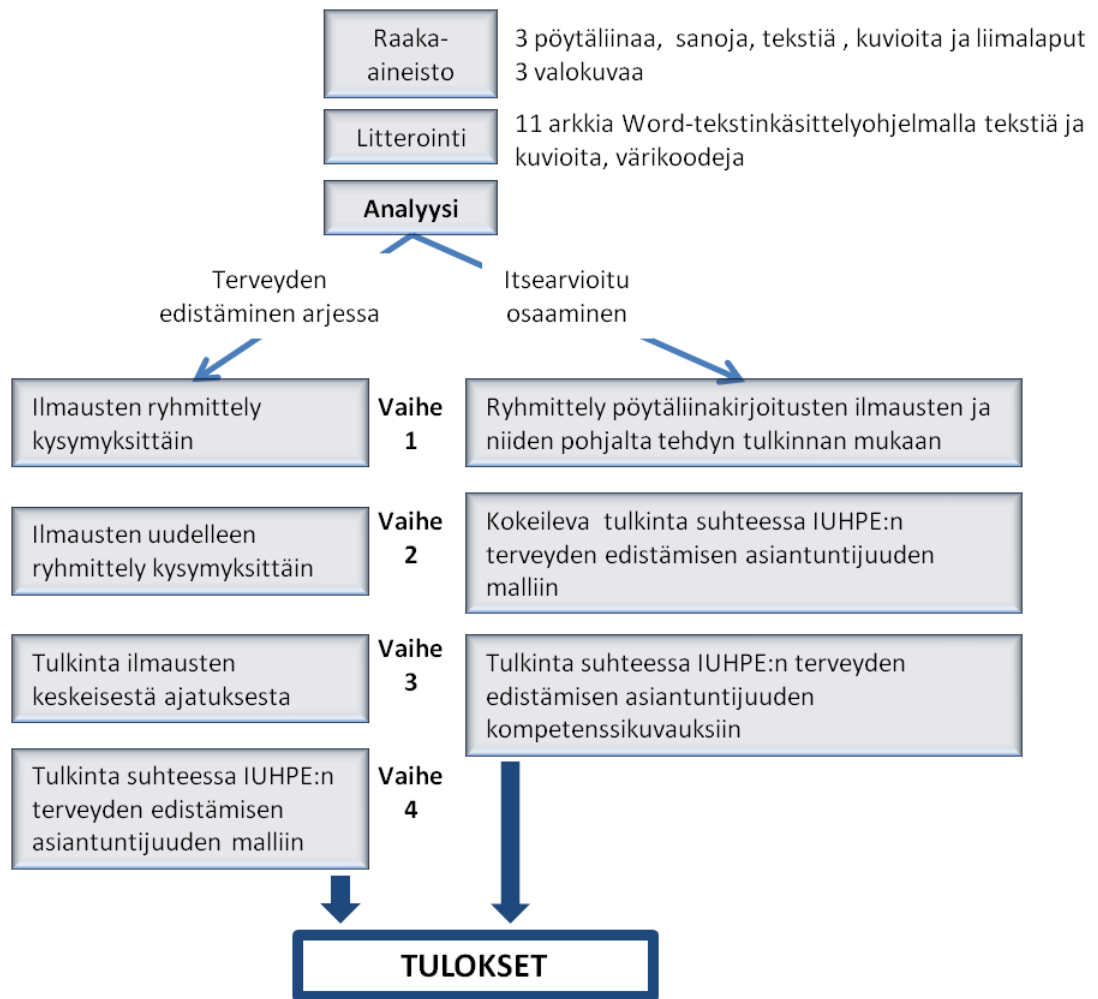 Raaka-
aineisto
3 pöytäliinaa, sanoja, tekstiä , kuvioita ja liimalaput
3 valokuvaa
Litterointi
11 arkkia Word-tekstinkäsittelyohjelmalla tekstiä ja
kuvioita, värikoodeja
Analyysi
Terveyden
edistäminen arjessa
Itsearvioitu
osaaminen
Ilmausten ryhmittely
kysymyksittäin
Vaihe
1
Ryhmittely pöytäliinakirjoitusten ilmausten ja
niiden pohjalta tehdyn tulkinnan mukaan
Ilmausten uudelleen
ryhmittely kysymyksittäin
Vaihe
2
Kokeileva tulkinta suhteessa IUHPE:n
terveyden edistämisen asiantuntijuuden
malliin
Tulkinta ilmausten
keskeisestä ajatuksesta
Vaihe
3
Tulkinta suhteessa IUHPE:n terveyden
edistämisen asiantuntijuuden
kompetenssikuvauksiin
Tulkinta suhteessa IUHPE:n
terveyden edistämisen
asiantuntijuuden malliin
Vaihe
4
TULOKSET